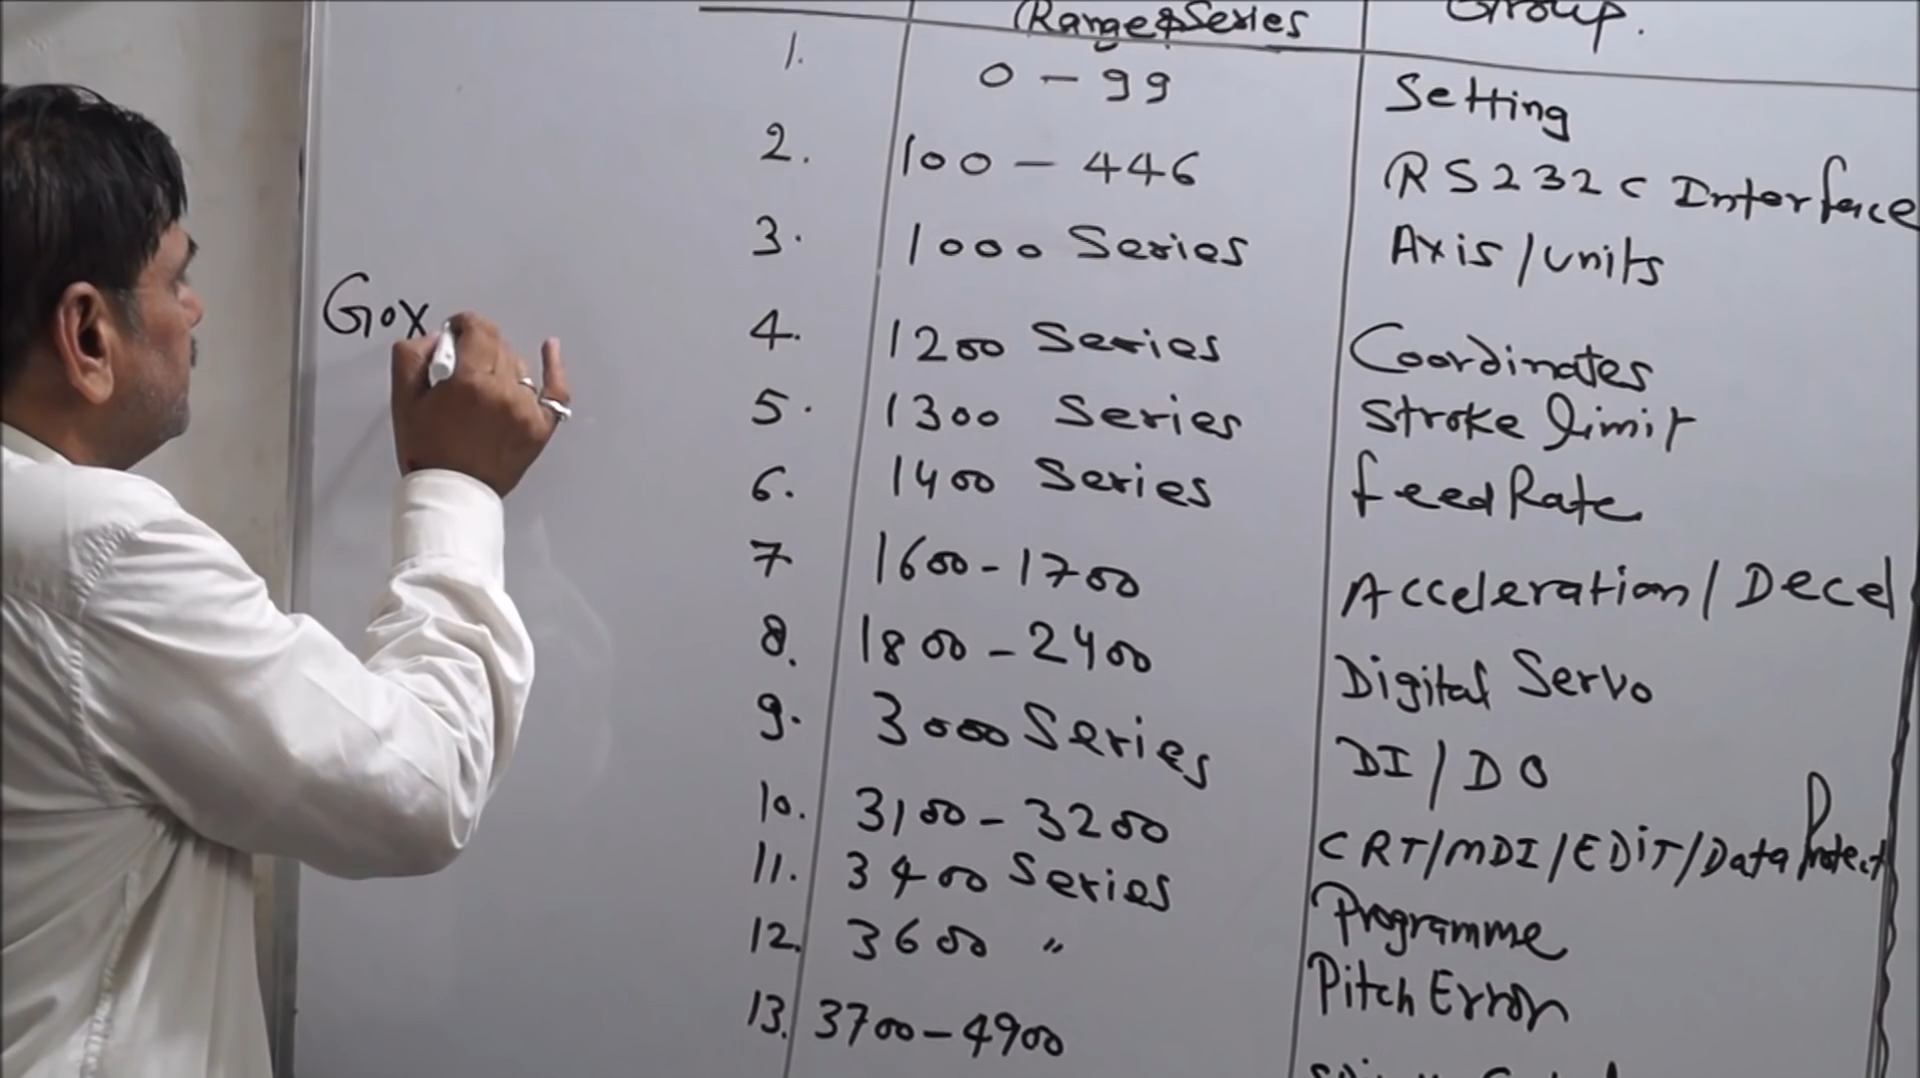 Range & Series Group.
1. 0 - 99 Setting
2. 100 - 446 RS232C Interface
3. 1000 Series Axis/units
4. 1200 Series Coordinates
5. 1300 Series Stroke limit
6. 1400 Series feed Rate
7 1600-1700 Acceleration/Decel
8. 1800-2400 Digital Servo
9. 3000 Series DI/DO
10. 3100-3200 CRT/MDI/EDIT/Data Protect
11. 3400 Series Programme
12. 3600 " Pitch Error
13. 3700-4900
G0X